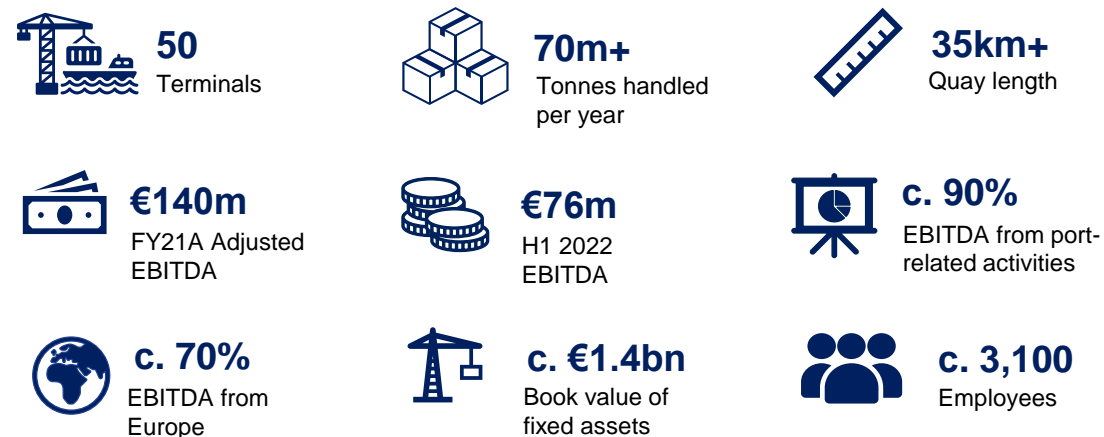 50
Terminals
70m+
Tonnes handled
per year
35km+
Quay length
€140m
FY21A Adjusted
EBITDA
€76m
H1 2022
EBITDA
c. 90%
EBITDA from port-
related activities
c. 70%
EBITDA from
Europe
c. €1.4bn
Book value of
fixed assets
c. 3,100
Employees